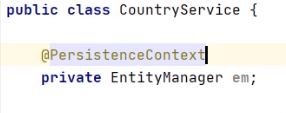 public class CountryService {
@PersistenceContext
private EntityManager em;